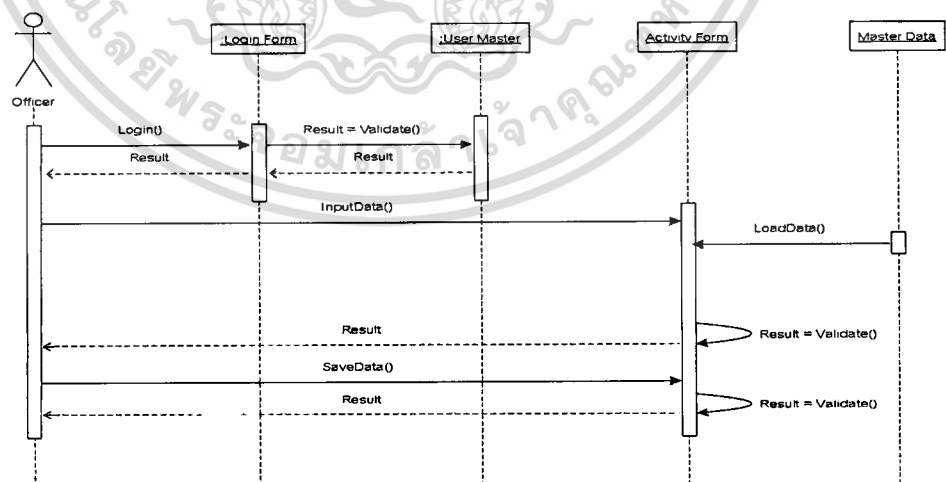 :Login Form
:User Master
Activity Form
Master Data
Officer
Login()
Result = Validate()
Result
Result
InputData()
LoadData()
Result
Result = Validate()
SaveData()
Result
Result = Validate()